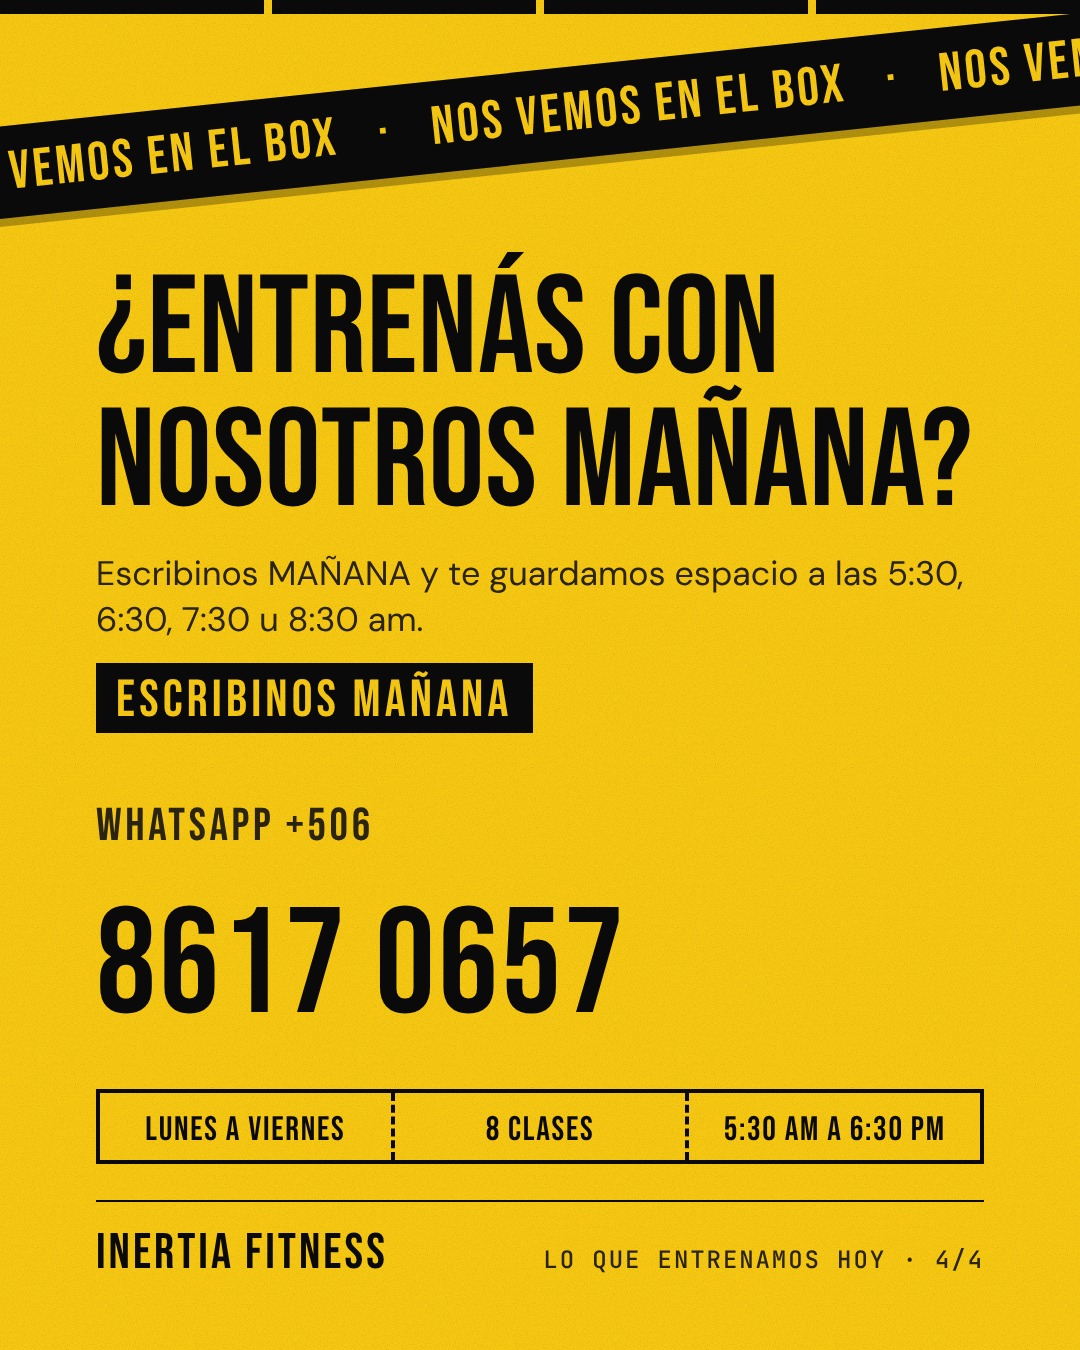 VEMOS EN EL BOX · NOS VEMOS EN EL BOX · NOS VEM
¿ENTRENÁS CON
NOSOTROS MAÑANA?
Escribinos MAÑANA y te guardamos espacio a las 5:30,
6:30, 7:30 u 8:30 am.
ESCRIBINOS MAÑANA
WHATSAPP +506
8617 0657
LUNES A VIERNES
8 CLASES
5:30 AM A 6:30 PM
INERTIA FITNESS
LO QUE ENTRENAMOS HOY · 4/4